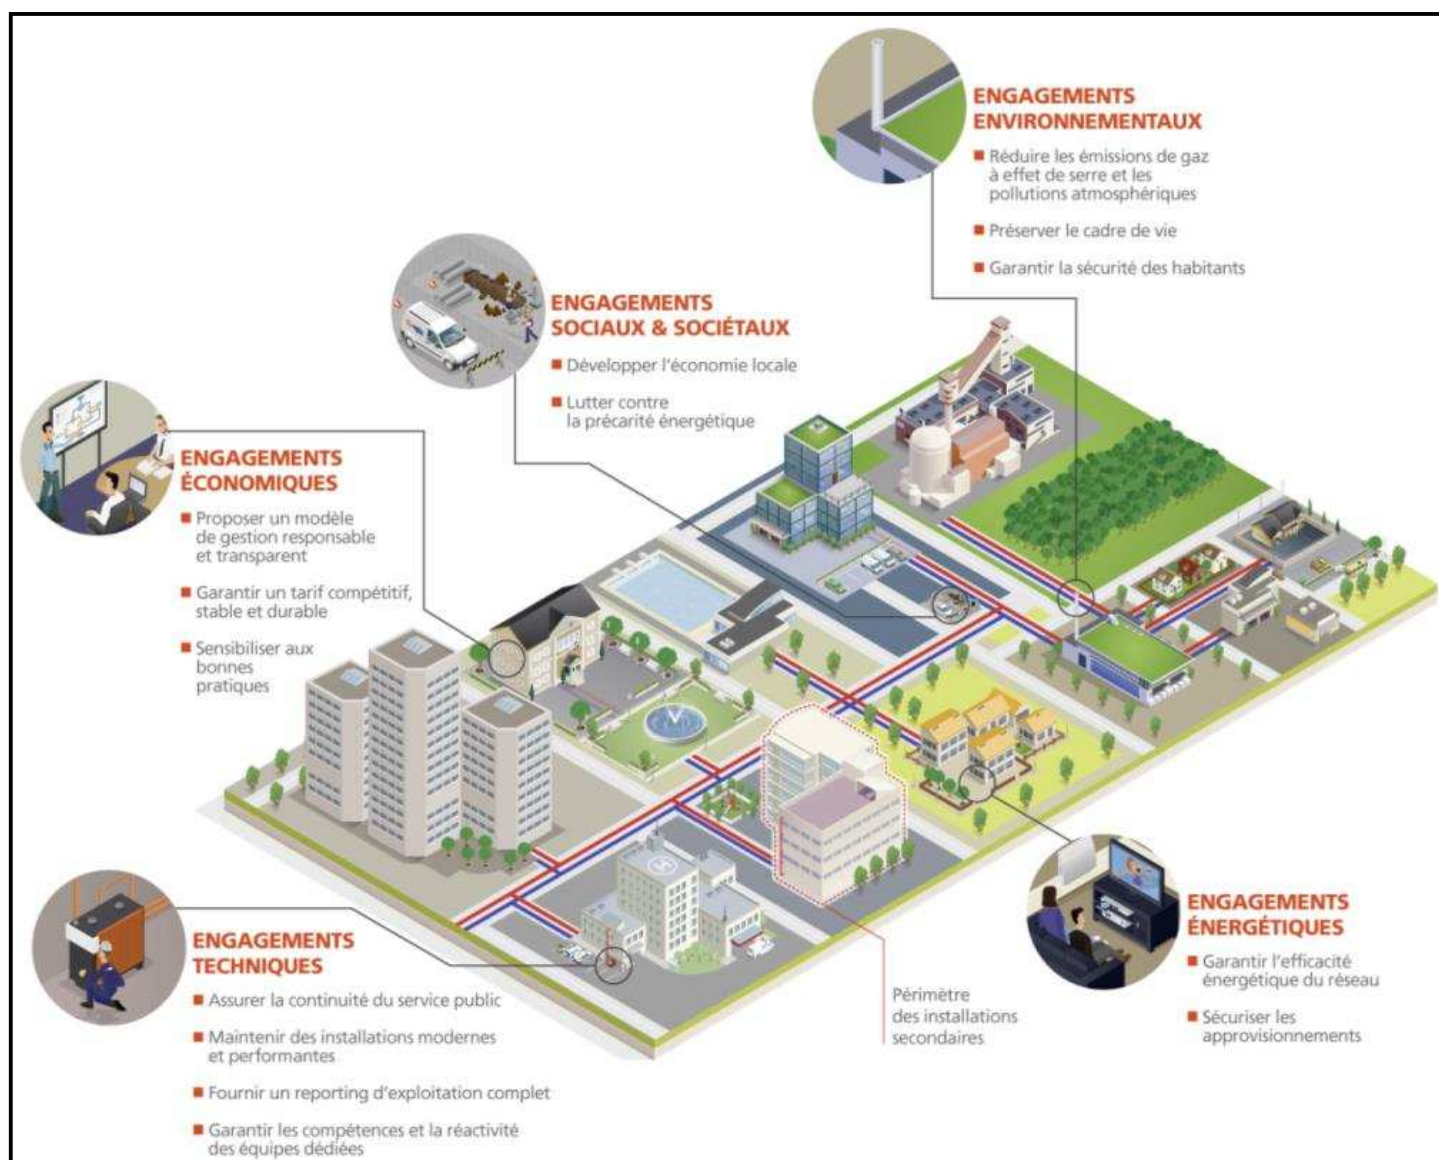 ENGAGEMENTS
ENVIRONNEMENTAUX
Réduire les émissions de gaz
à effet de serre et les
pollutions atmosphériques
Préserver le cadre de vie
Garantir la sécurité des habitants
ENGAGEMENTS
SOCIAUX & SOCIÉTAUX
Développer l'économie locale
Lutter contre
la précarité énergétique
ENGAGEMENTS
ÉCONOMIQUES
Proposer un modèle
de gestion responsable
et transparent
Garantir un tarif compétitif,
stable et durable
Sensibiliser aux
bonnes
pratiques
ENGAGEMENTS
TECHNIQUES
Assurer la continuité du service public
Maintenir des installations modernes
et performantes
Fournir un reporting d'exploitation complet
Garantir les compétences et la réactivité
des équipes dédiées
Périmètre
des installations
secondaires
ENGAGEMENTS
ÉNERGÉTIQUES
Garantir l'efficacité
énergétique du réseau
Sécuriser les
approvisionnements
H